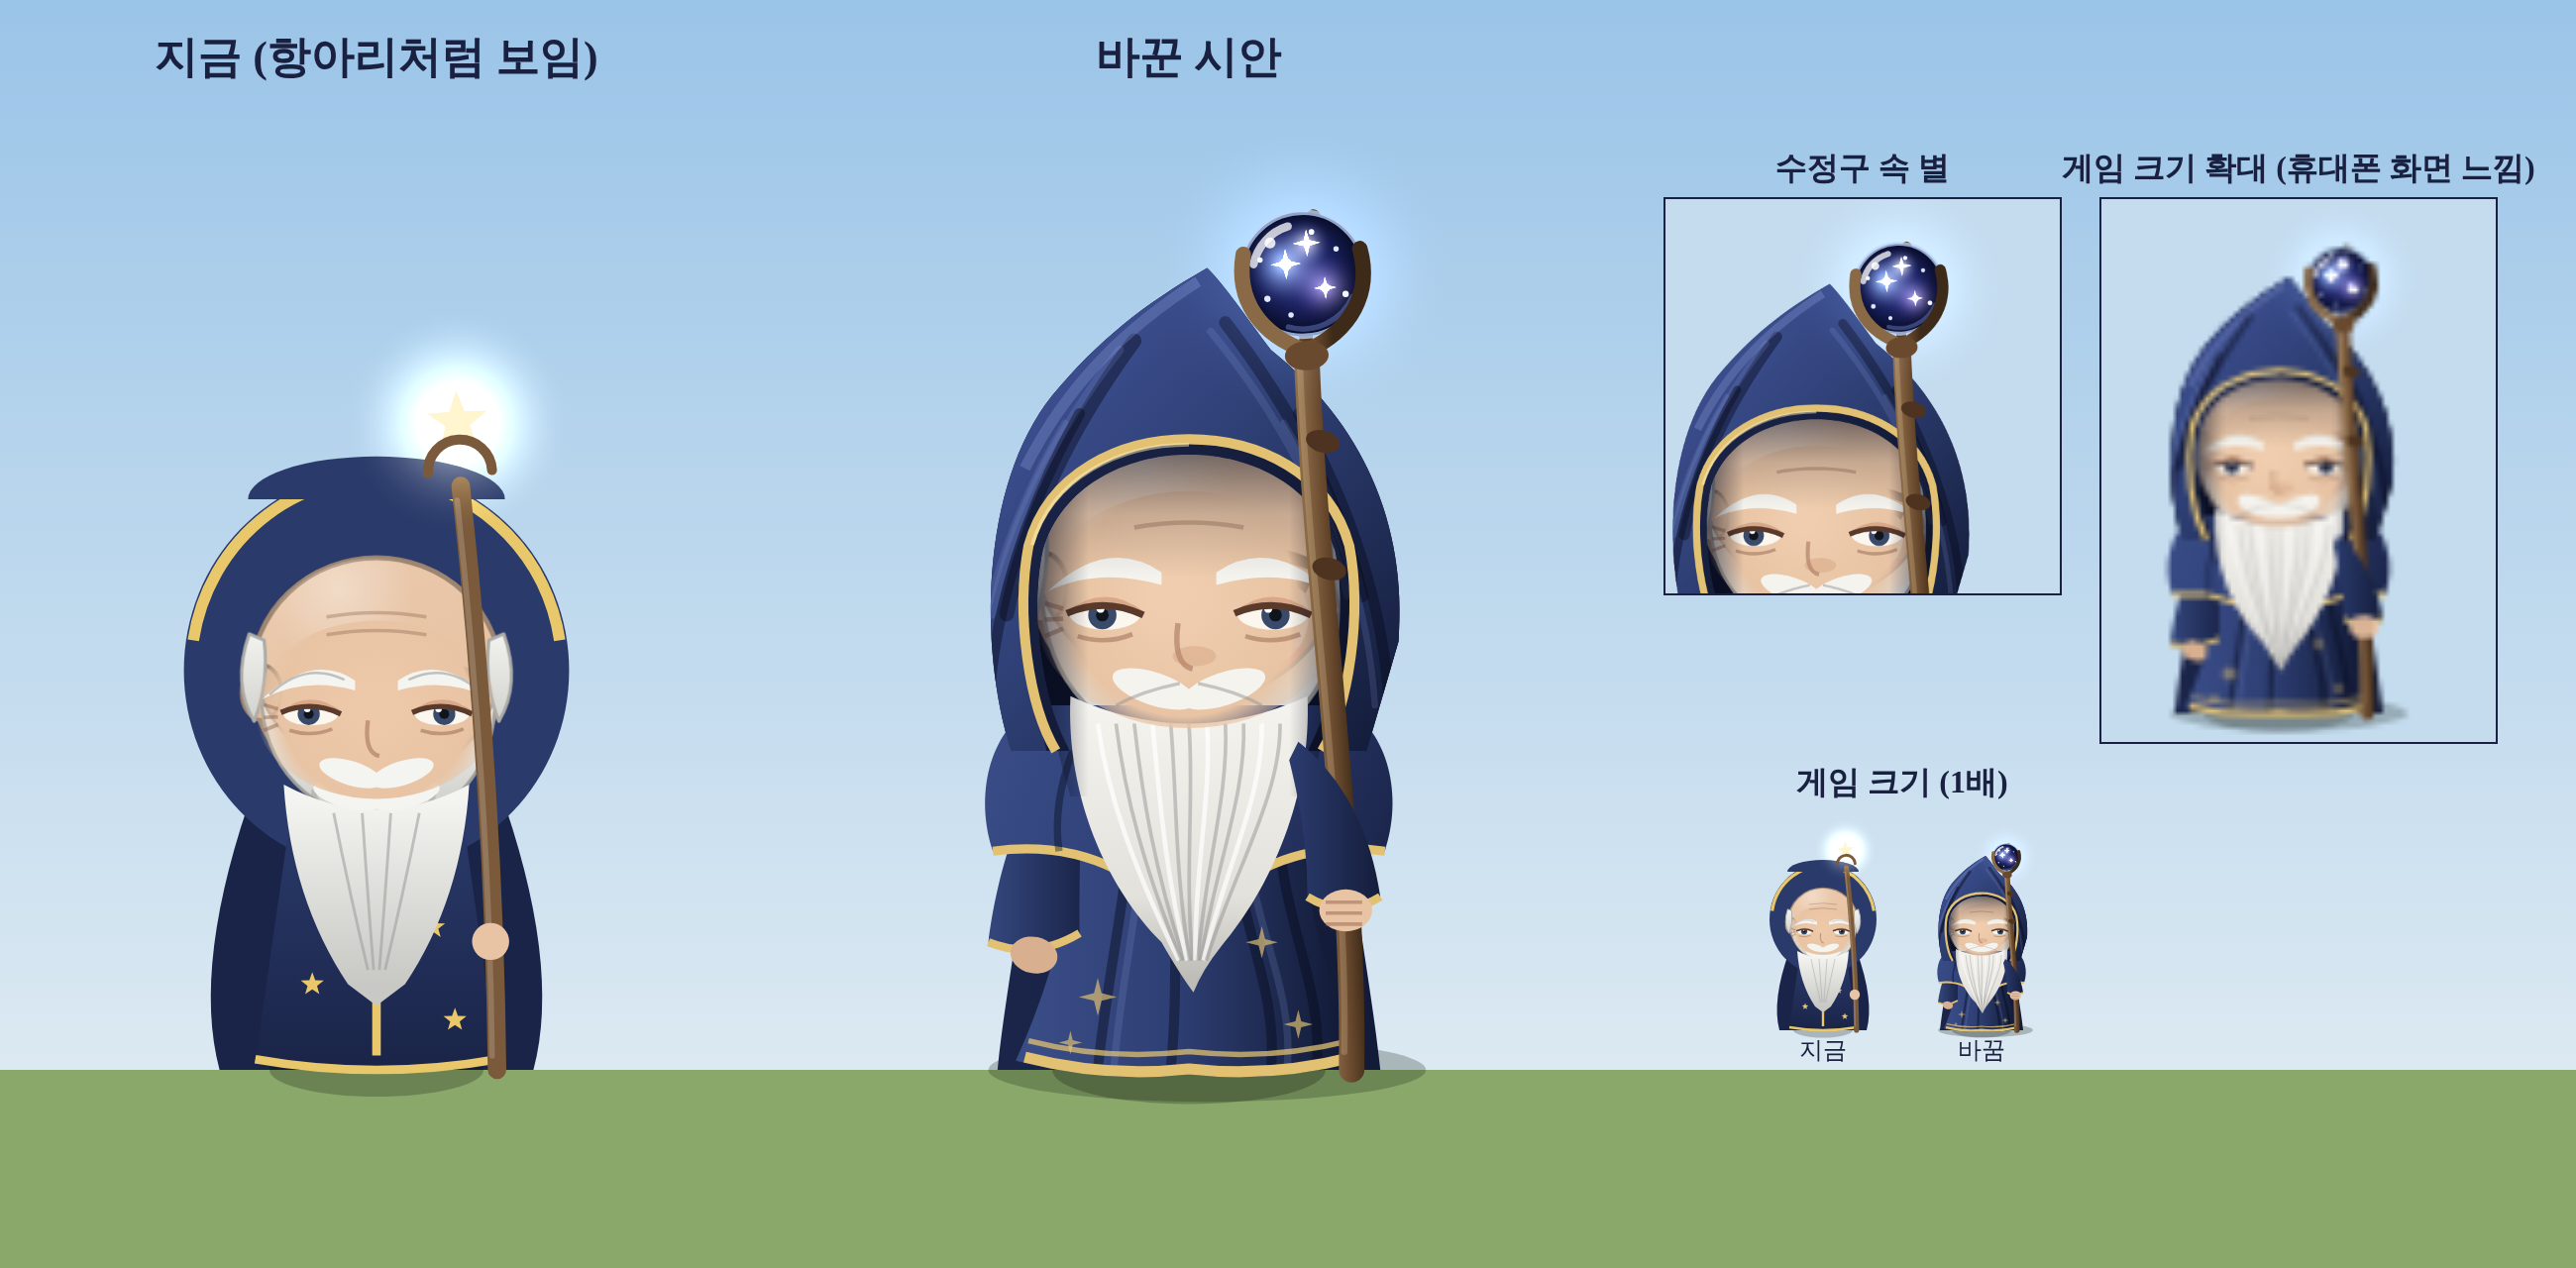 지금 (항아리처럼 보임)
바꾼 시안
수정구 속 별
게임 크기 확대 (휴대폰 화면 느낌)
게임 크기 (1배)
지금
바꿈